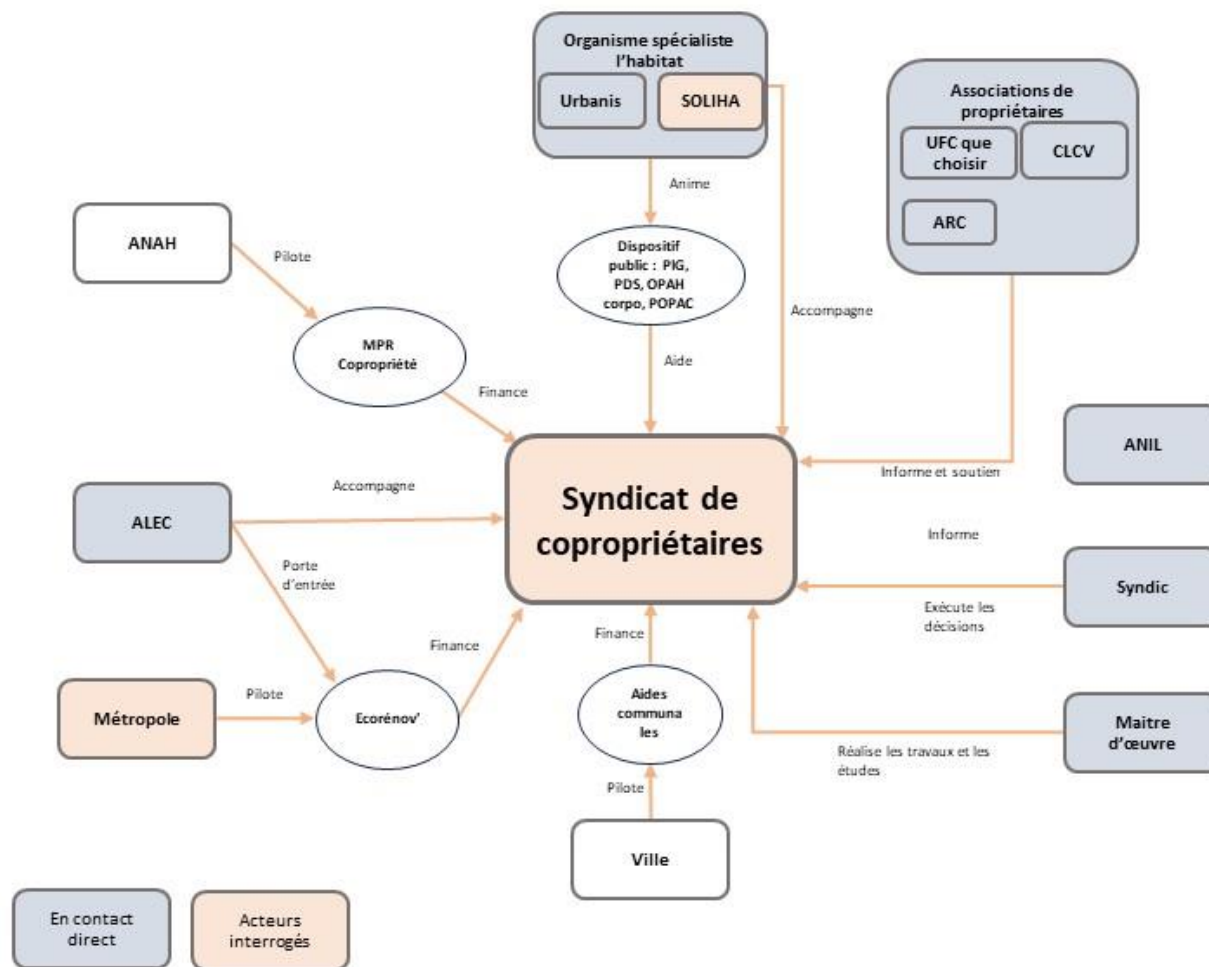 Organisme spécialiste
l'habitat
Urbanis
SOLIHA
Associations de
propriétaires
UFC que
choisir
CLCV
ARC
Anime
ANAH
Pilote
Dispositif
public : PIG,
PDS, OPAH
corpo, POPAC
Accompagne
MPR
Copropriété
Aide
Finance
ANIL
Informe et soutien
Syndicat de
copropriétaires
Accompagne
ALEC
Informe
Porte
d'entrée
Syndic
Exécute les
décisions
Finance
Finance
Métropole
Pilote
Ecorénov'
Aides
communa
les
Maitre
d'œuvre
Réalise les travaux et les
études
Pilote
Ville
En contact
direct
Acteurs
interrogés